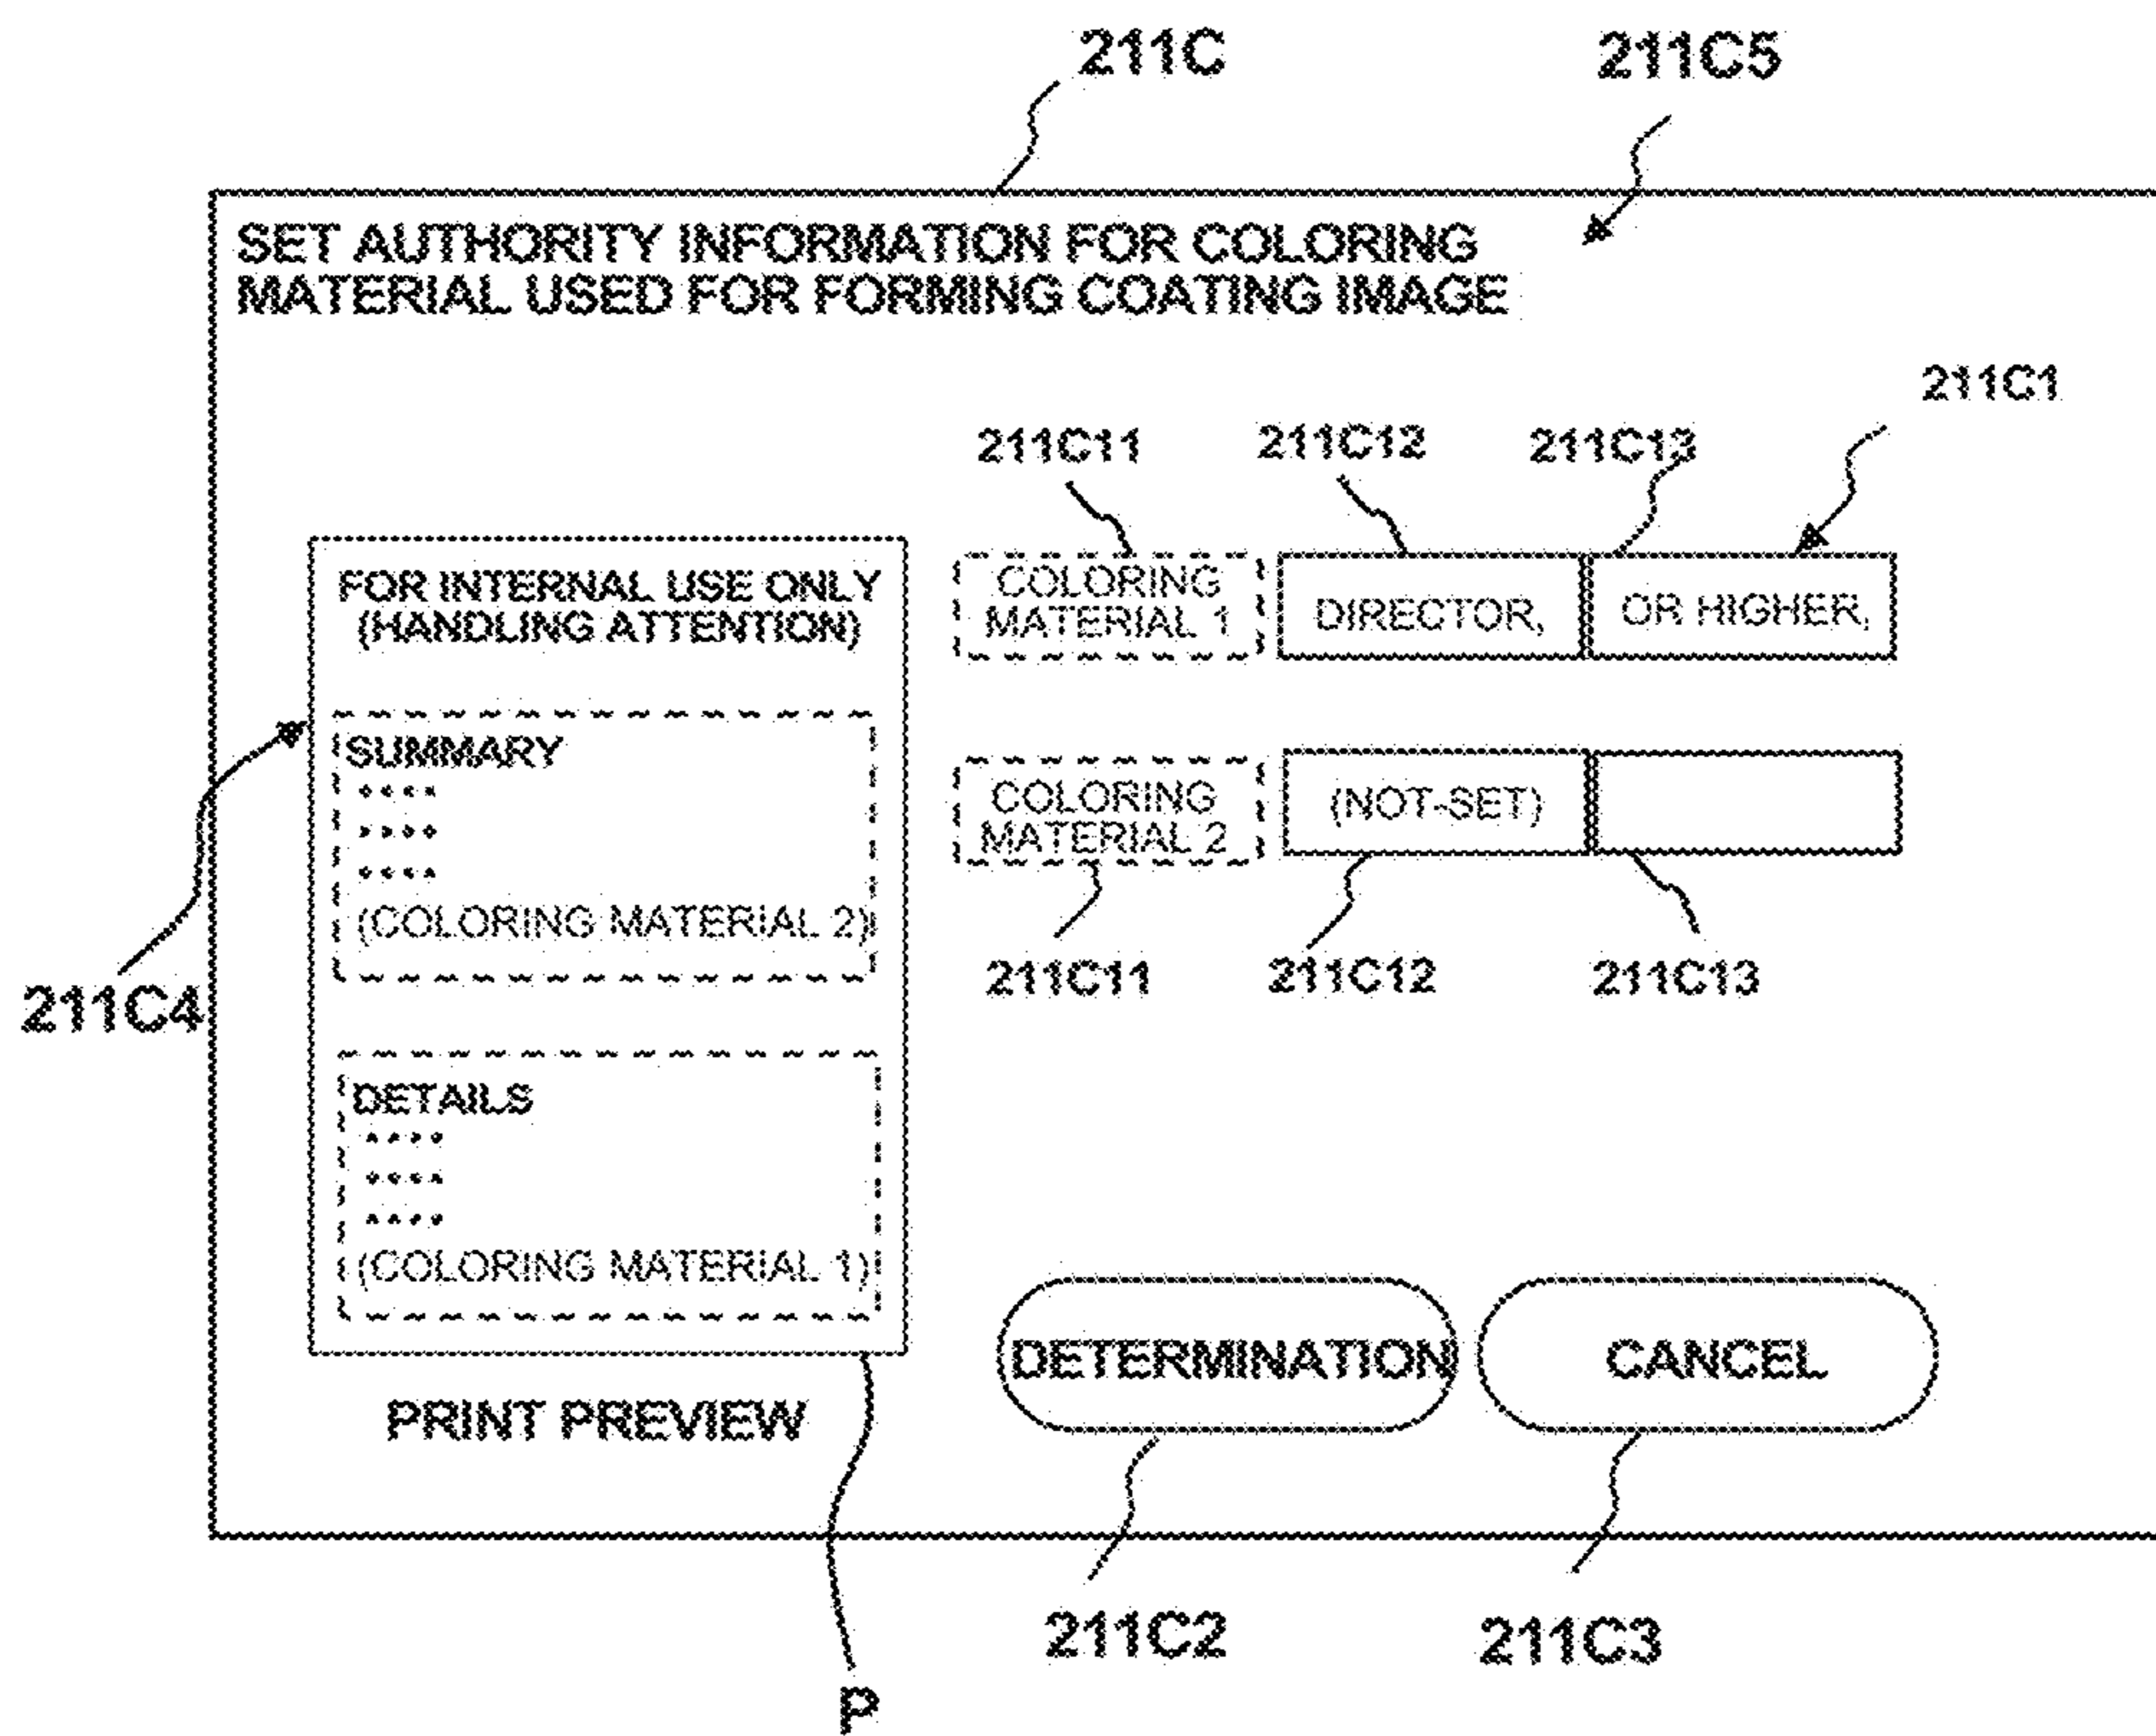 211C
211C5
SET AUTHORITY INFORMATION FOR COLORING
MATERIAL USED FOR FORMING COATING IMAGE
211C1
211C11
211C12
211C13
FOR INTERNAL USE ONLY
(HANDLING ATTENTION)
COLORING
MATERIAL 1
DIRECTOR,
OR HIGHER,
SUMMARY
(COLORING MATERIAL 2)
COLORING
MATERIAL 2
(NOT-SET)
211C4
211C11
211C12
211C13
DETAILS
(COLORING MATERIAL 1)
DETERMINATION
CANCEL
PRINT PREVIEW
211C2
211C3
P